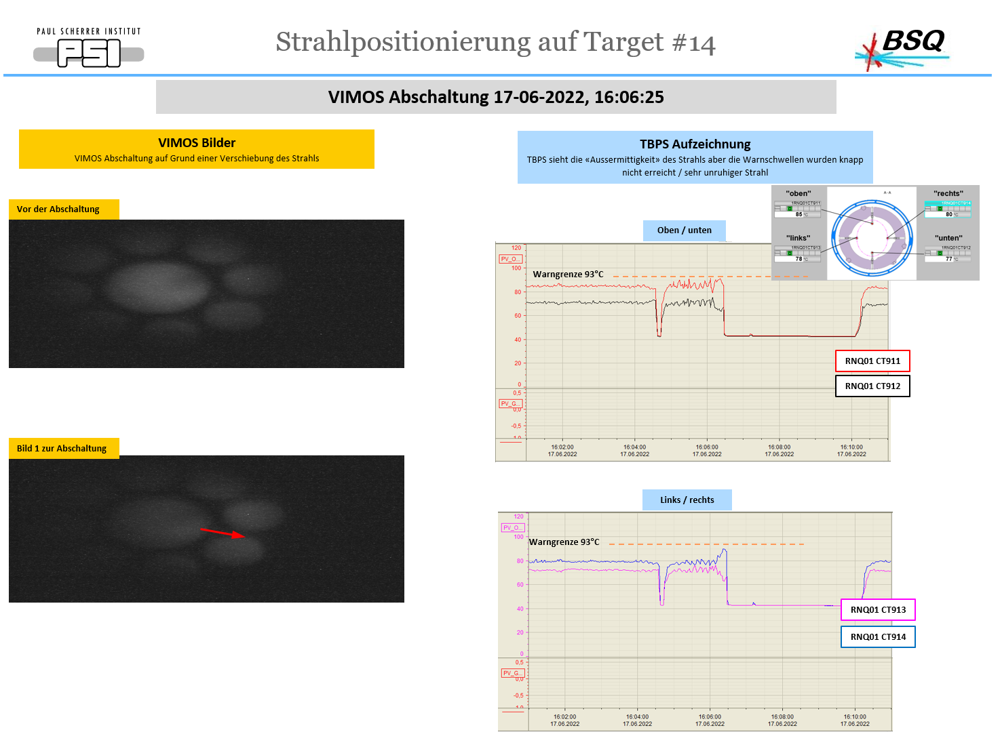 PAUL SCHERRER INSTITUT
PSI
Strahlpositionierung auf Target #14
BSQ
VIMOS Abschaltung 17-06-2022, 16:06:25
VIMOS Bilder
VIMOS Abschaltung auf Grund einer Verschiebung des Strahls
Vor der Abschaltung
Bild 1 zur Abschaltung
TBPS Aufzeichnung
TBPS sieht die «Aussermittigkeit» des Strahls aber die Warnschwellen wurden knapp
nicht erreicht / sehr unruhiger Strahl
"oben"
1RNQ01CT911
85 °C
"links"
1RNQ01CT913
78 °C
A-A
"rechts"
1RNQ01CT914
80 °C
"unten"
1RNQ01CT912
77 °C
Oben / unten
120
PV_O...
100
Warngrenze 93°C
80
60
40
20
0
0,5
PV_G...
0,0
-0,5
-1,0
16:02:00 16:04:00 16:06:00 16:08:00 16:10:00
17.06.2022 17.06.2022 17.06.2022 17.06.2022 17.06.2022
RNQ01 CT911
RNQ01 CT912
Links / rechts
120
PV_O...
100
Warngrenze 93°C
80
60
40
20
0
0,5
PV_G...
0,0
-0,5
-1,0
16:02:00 16:04:00 16:06:00 16:08:00 16:10:00
17.06.2022 17.06.2022 17.06.2022 17.06.2022 17.06.2022
RNQ01 CT913
RNQ01 CT914